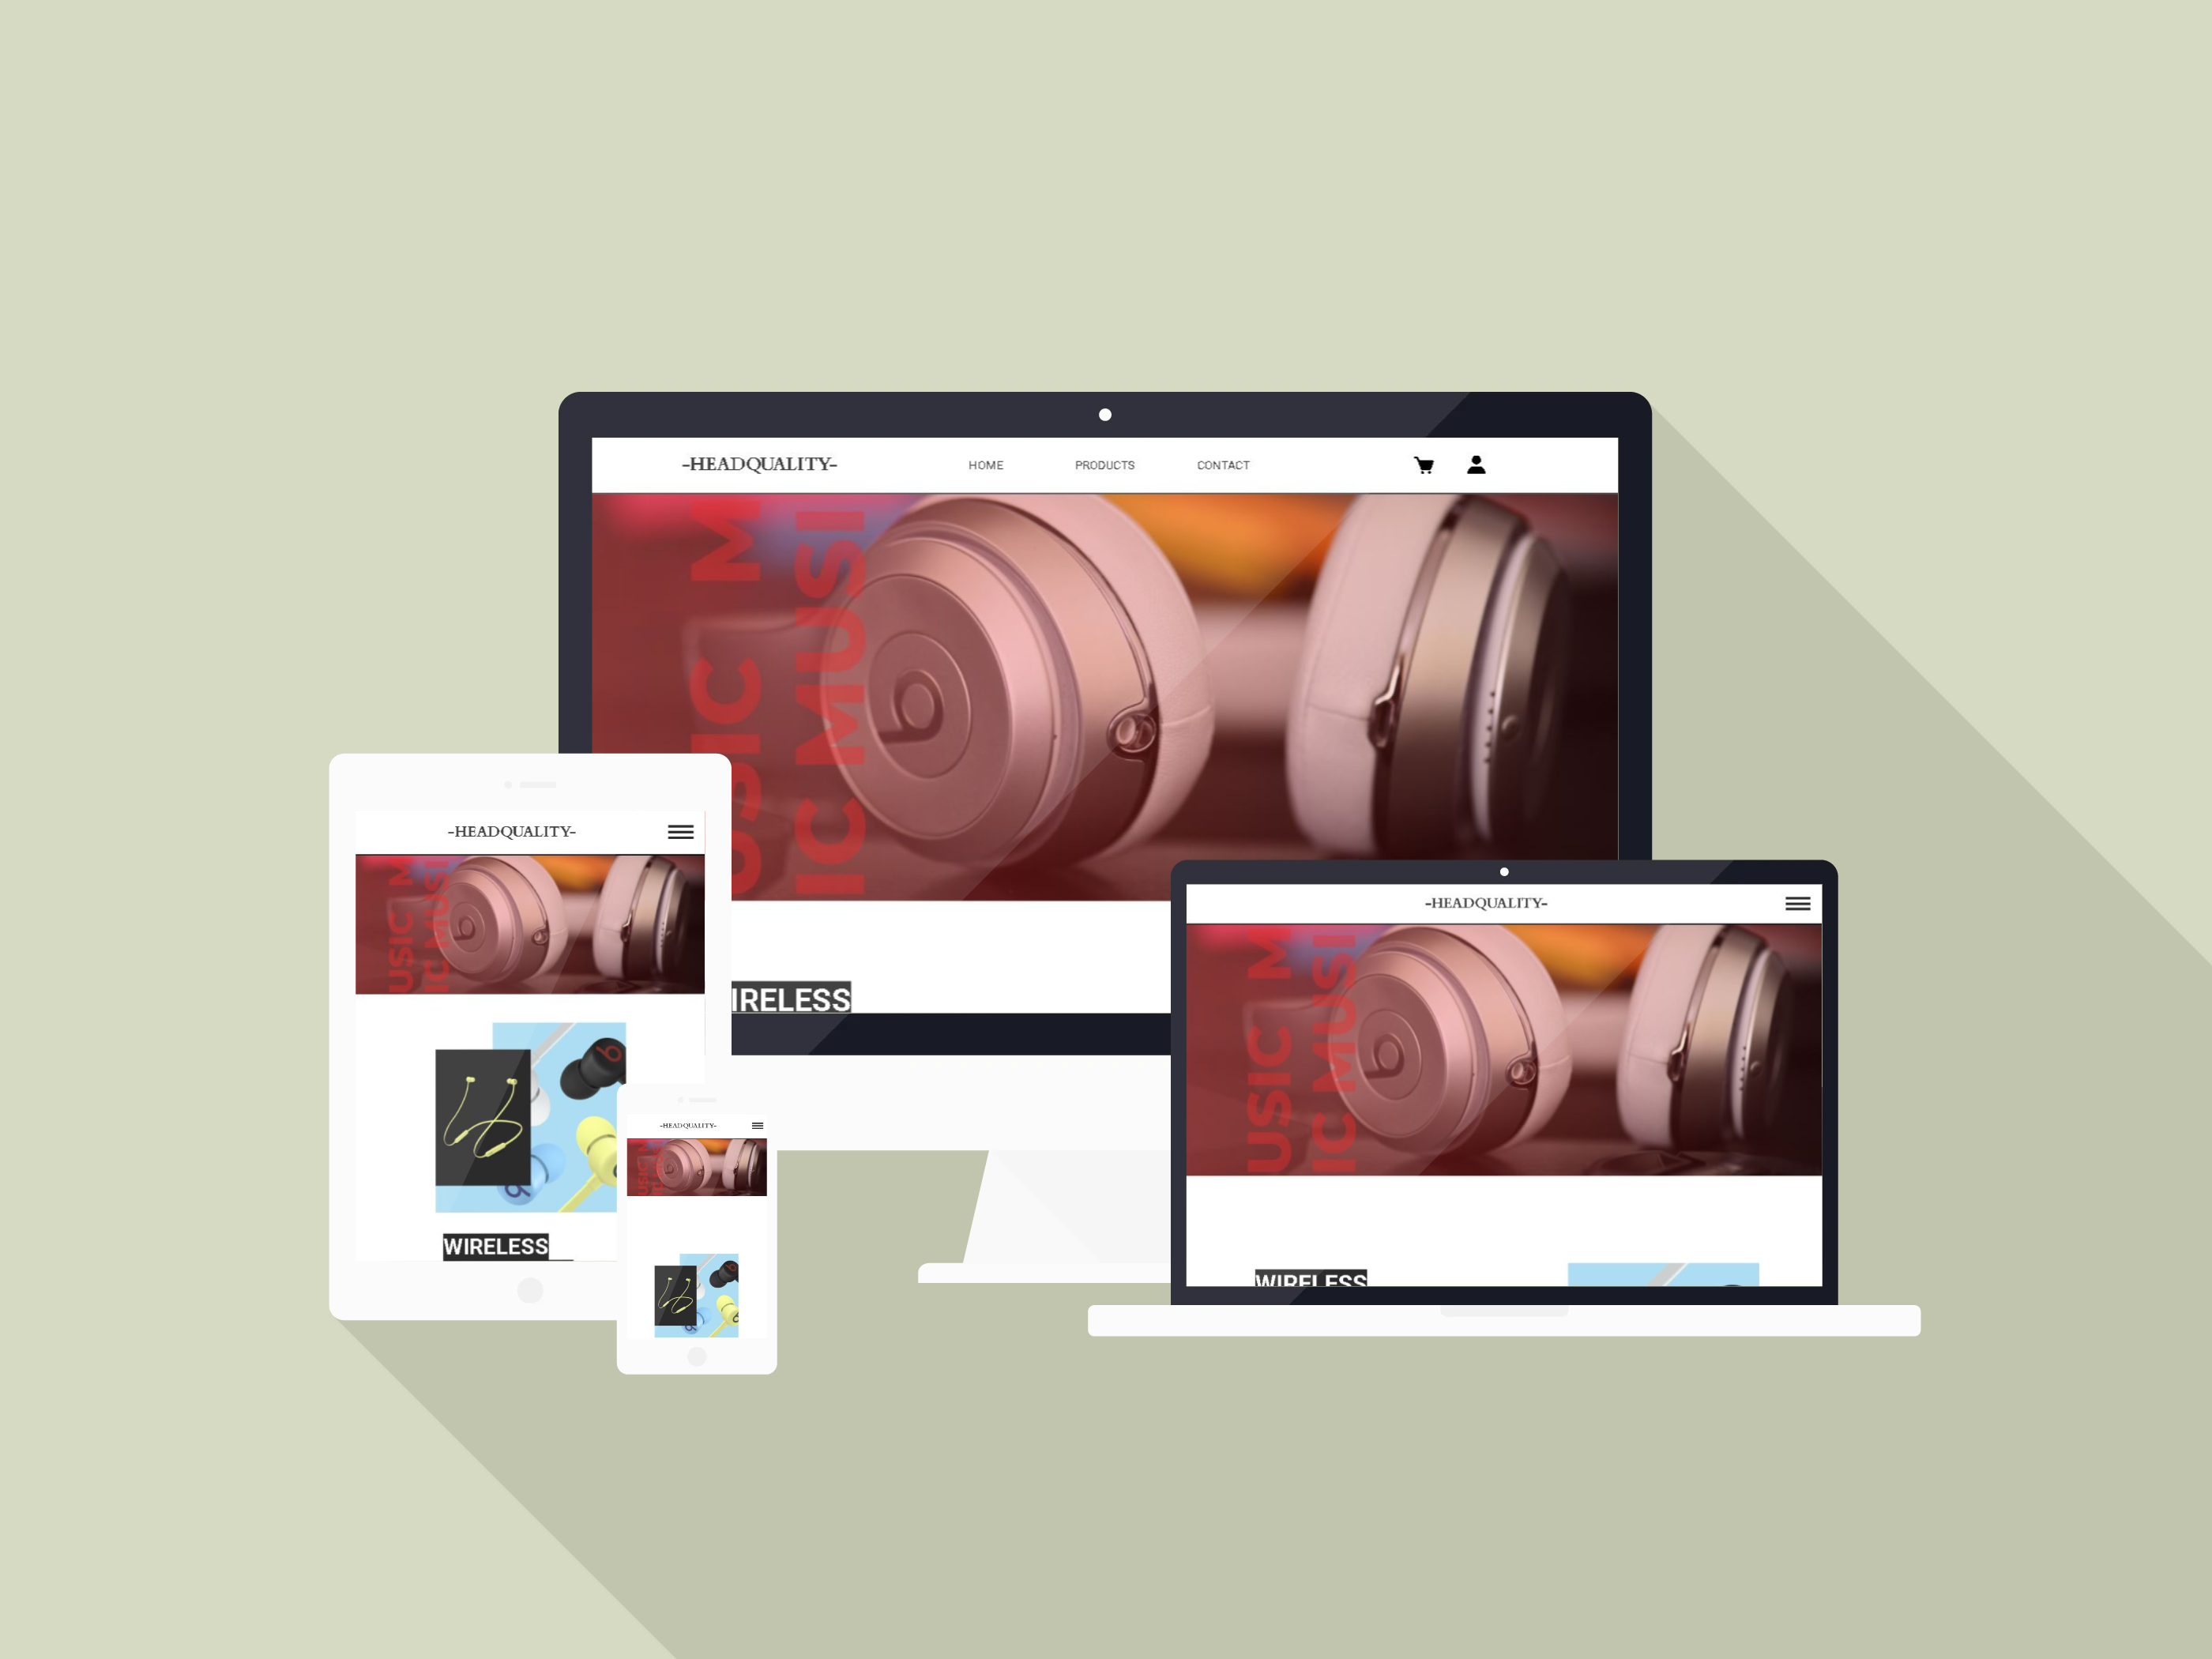 -HEADQUALITY-
HOME PRODUCTS CONTACT
USIC M
IC MUSI
IRELESS
-HEADQUALITY-
USIC M
IC MUSI
WIRELESS
-HEADQUALITY-
USIC M
-HEADQUALITY-
USIC M
IC MUSI
WIRELESS